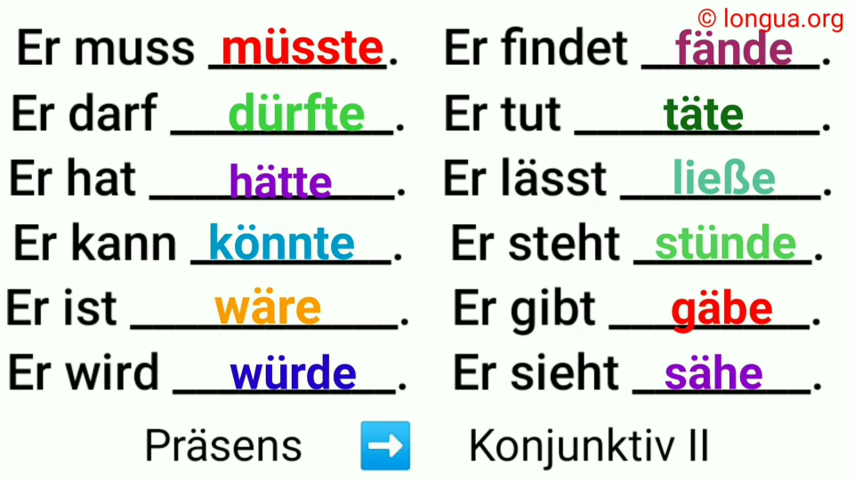 © longua.org
Er muss müsste.
Er darf dürfte.
Er hat hätte.
Er kann könnte.
Er ist wäre.
Er wird würde.
Er findet fände.
Er tut täte.
Er lässt ließe.
Er steht stünde.
Er gibt gäbe.
Er sieht sähe.
Präsens ➡ Konjunktiv II